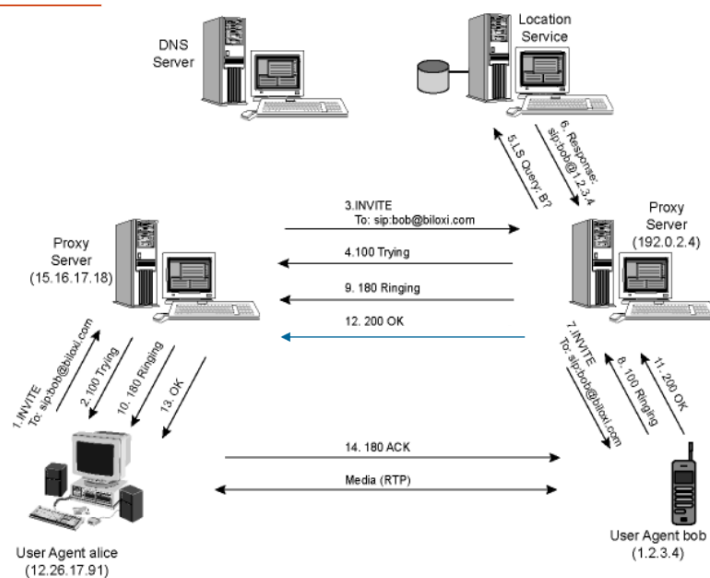 DNS
Server
Location
Service
5.LS Query: B?
6. Response:
sip:bob@1.2.3.4
3.INVITE
To: sip:bob@biloxi.com
Proxy
Server
(15.16.17.18)
Proxy
Server
(192.0.2.4)
4.100 Trying
9. 180 Ringing
12. 200 OK
1.INVITE
To: sip:bob@biloxi.com
2.100 Trying
10. 180 Ringing
13. OK
7.INVITE
To: sip:bob@biloxi.com
8. 100 Ringing
11. 200 OK
14. 180 ACK
Media (RTP)
User Agent alice
(12.26.17.91)
User Agent bob
(1.2.3.4)